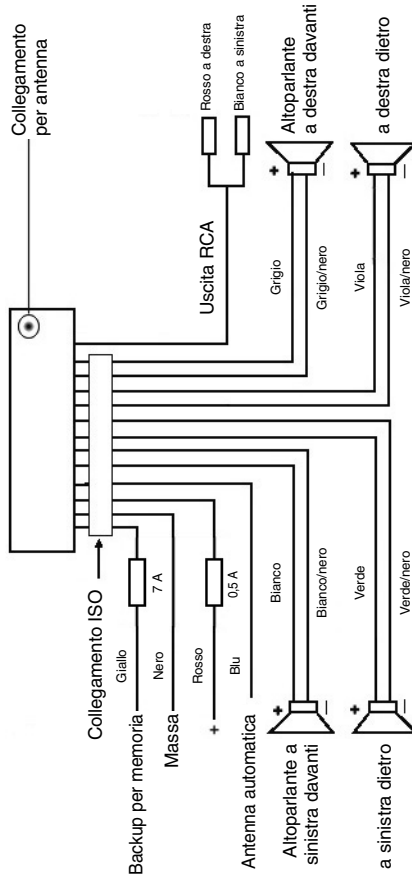 Collegamento
per antenna
Collegamento ISO
Backup per memoria
Giallo
7 A
Massa
Nero
Rosso
+
0,5 A
Antenna automatica
Blu
Uscita RCA
Rosso a destra
Bianco a sinistra
Altoparlante a
sinistra davanti
+
–
Bianco
Bianco/nero
a sinistra dietro
+
–
Verde
Verde/nero
Altoparlante
a destra davanti
+
–
Grigio
Grigio/nero
a destra dietro
+
–
Viola
Viola/nero